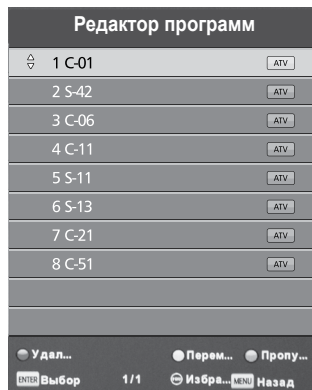 Редактор программ
1 C-01 ATV
2 S-42 ATV
3 C-06 ATV
4 C-11 ATV
5 S-11 ATV
6 S-13 ATV
7 C-21 ATV
8 C-51 ATV
Удал... Перем... Пропу...
ENTER Выбор 1/1 Избра... MENU Назад